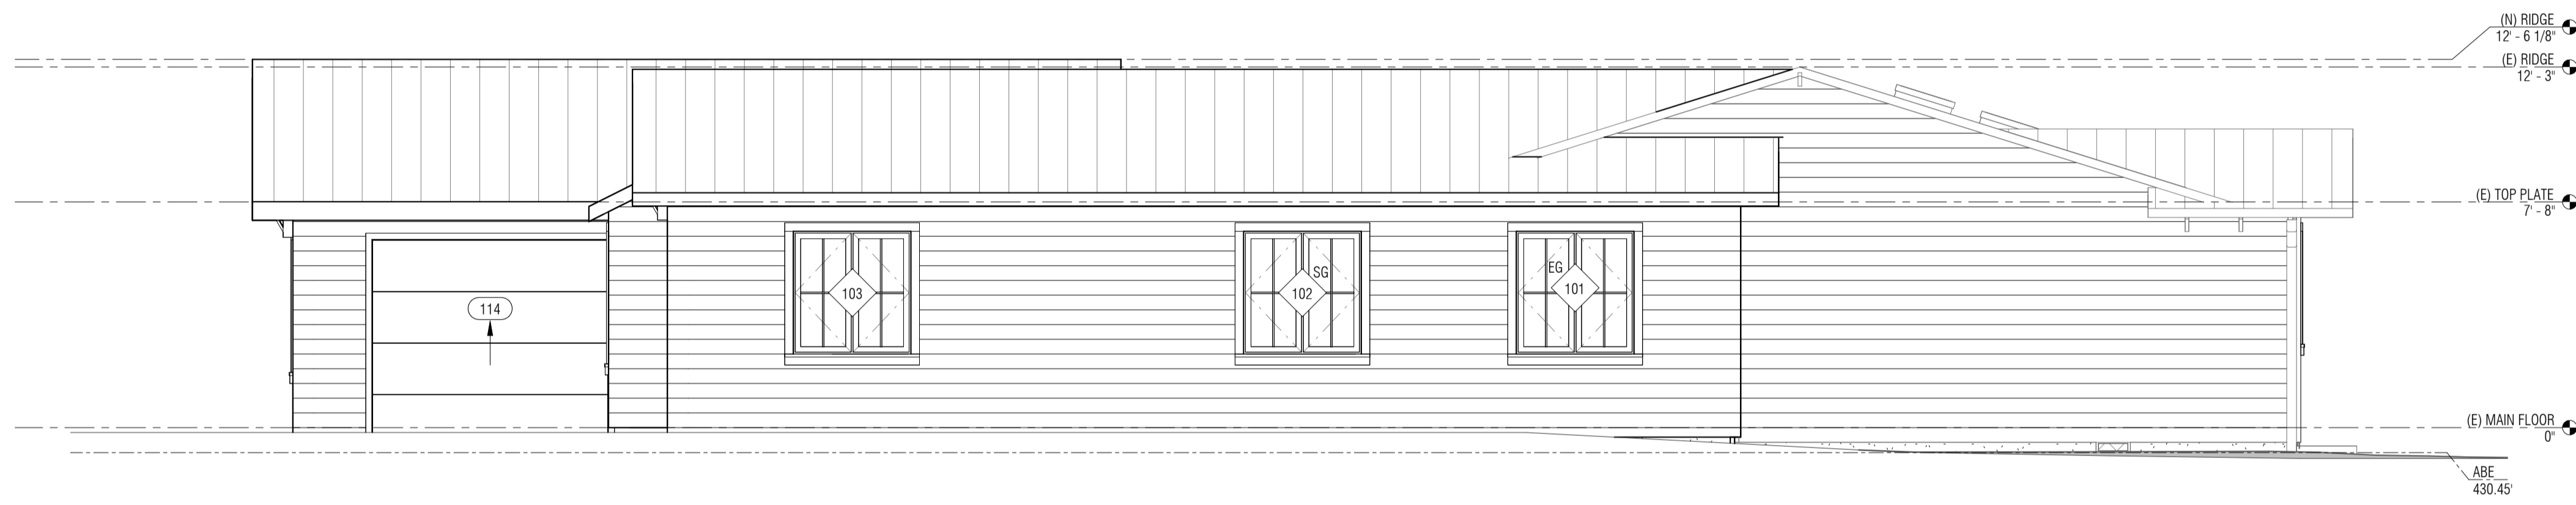 (N) RIDGE
12' - 6 1/8"
(E) RIDGE
12' - 3"
(E) TOP PLATE
7' - 8"
114
103
SG
102
EG
101
(E) MAIN FLOOR
0"
ABE
430.45'